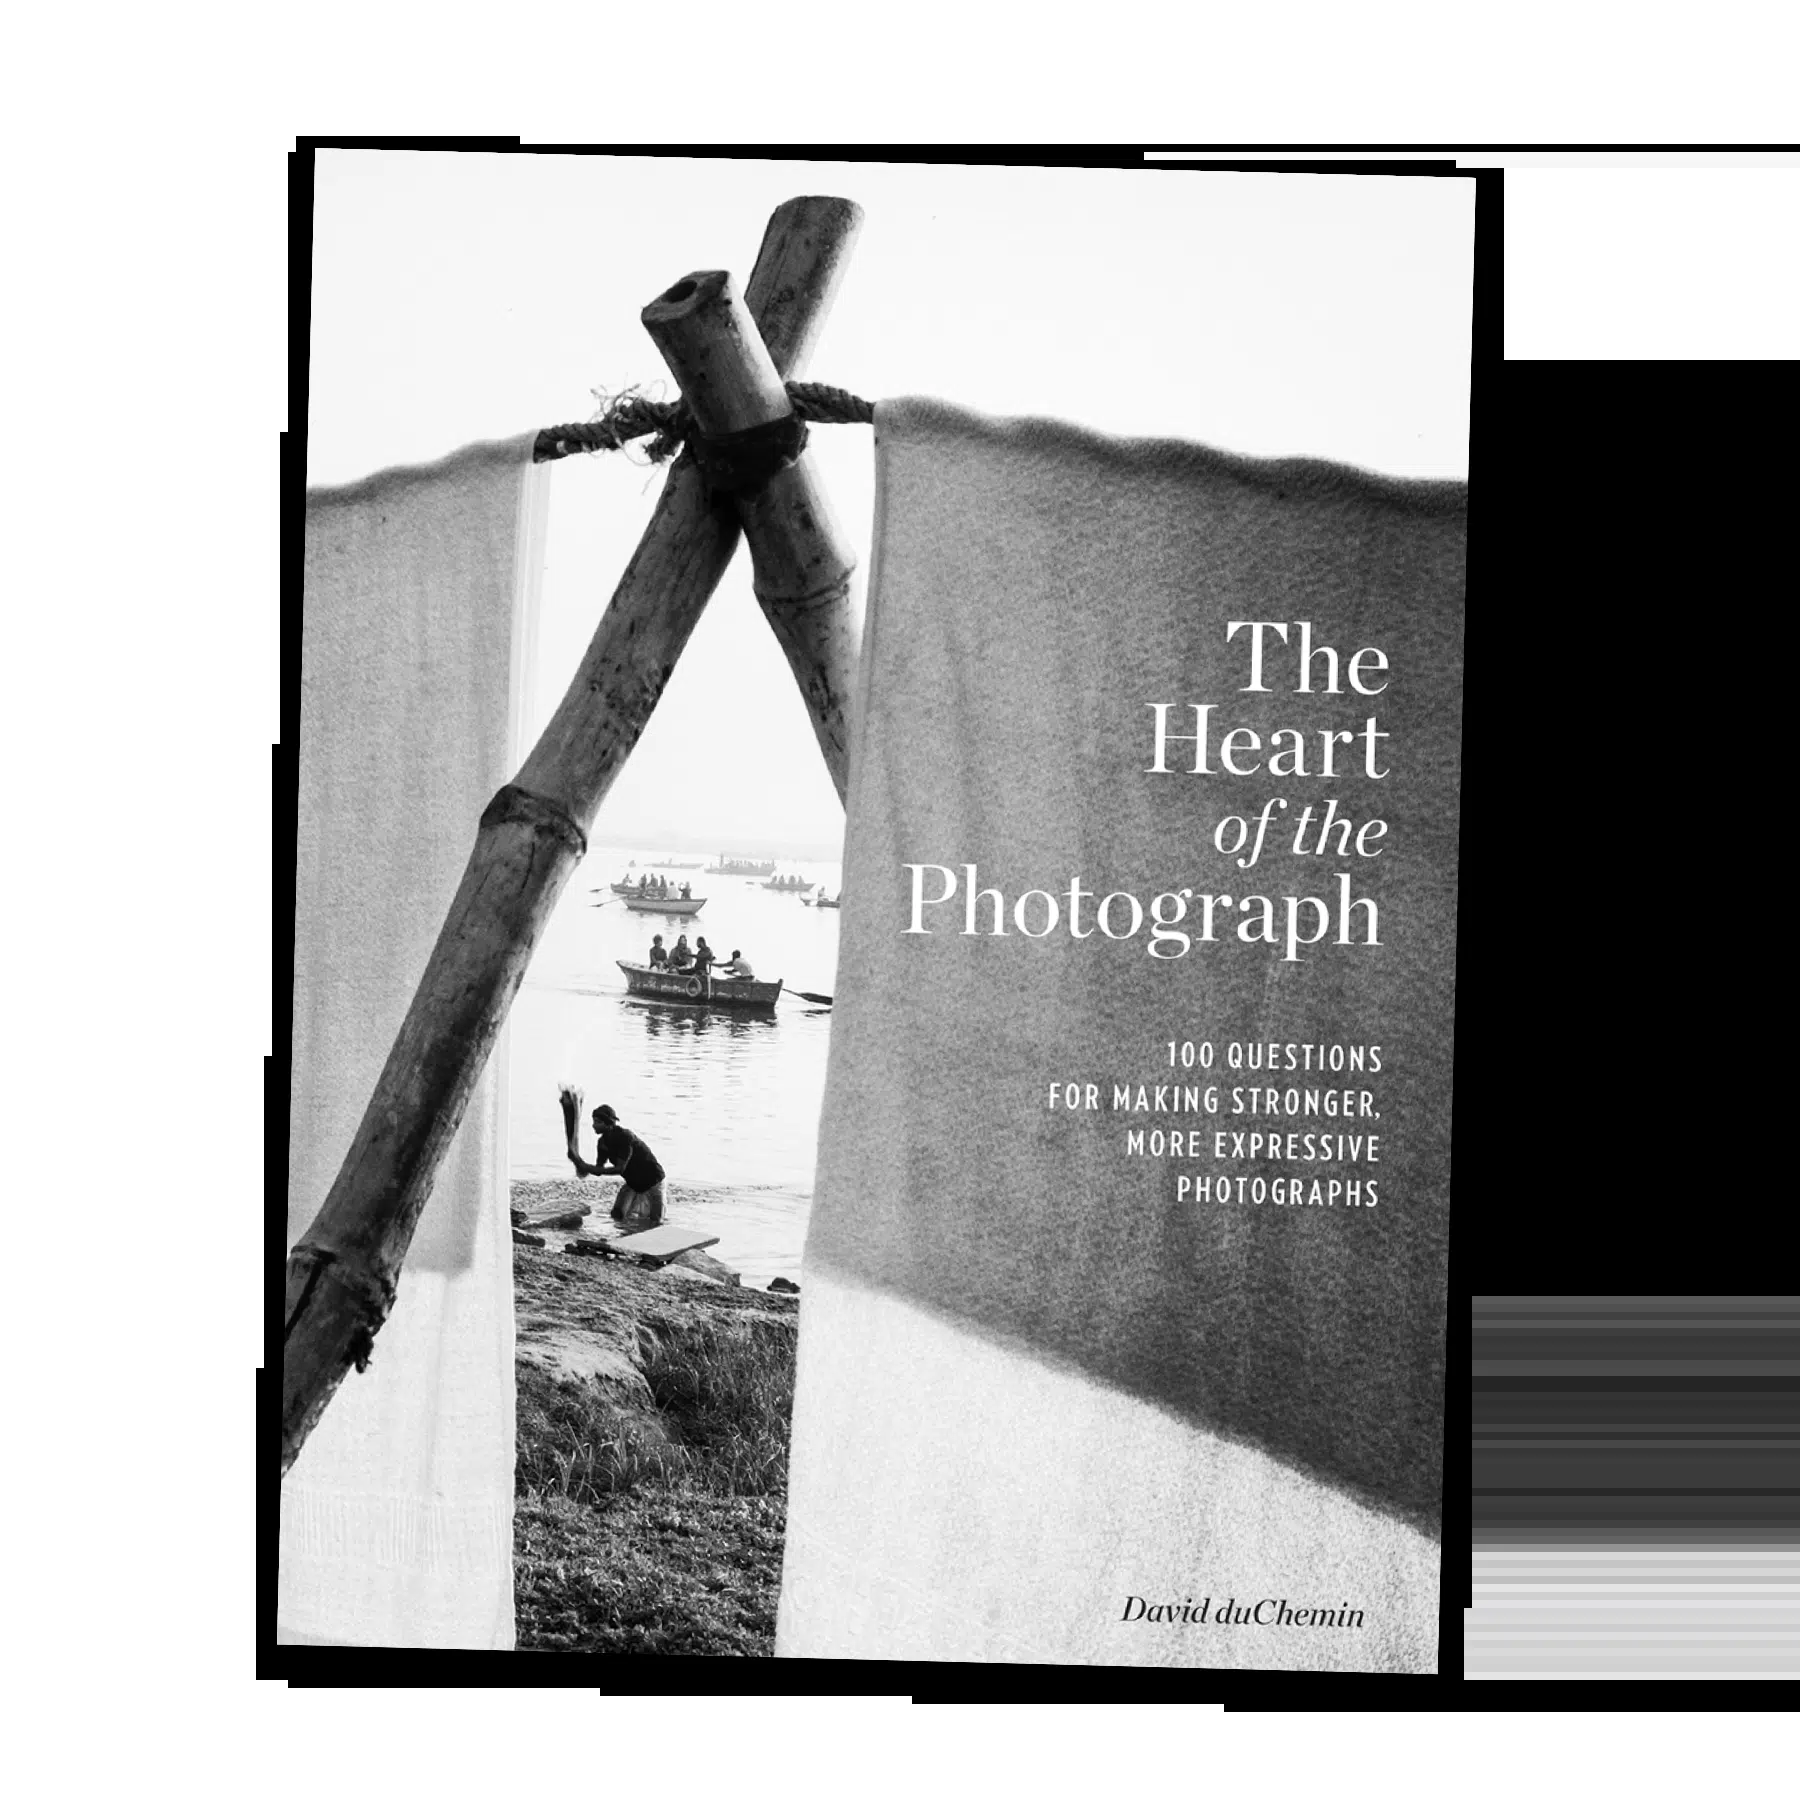 The
Heart
of the
Photograph
100 QUESTIONS
FOR MAKING STRONGER,
MORE EXPRESSIVE
PHOTOGRAPHS
David duChemin